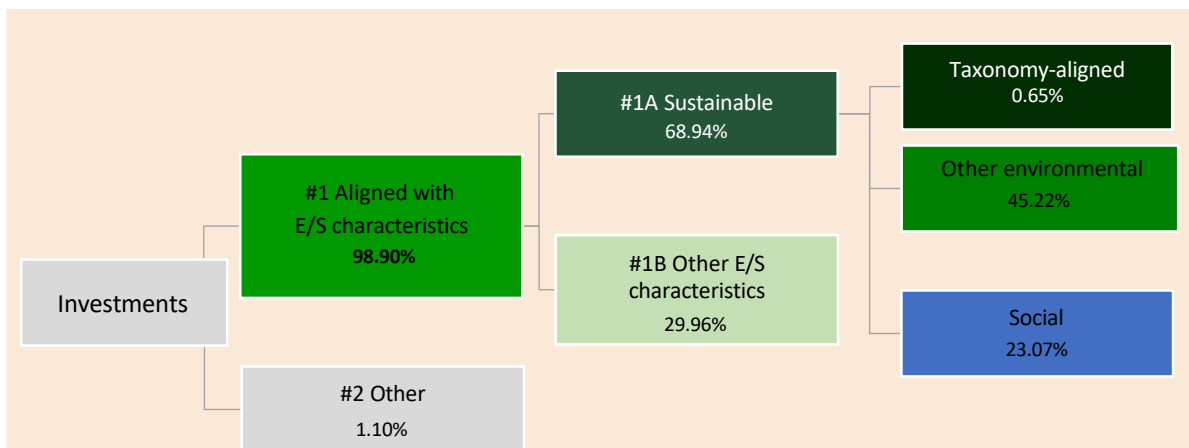 Investments
#1 Aligned with
E/S characteristics
98.90%
#2 Other
1.10%
#1A Sustainable
68.94%
#1B Other E/S
characteristics
29.96%
Taxonomy-aligned
0.65%
Other environmental
45.22%
Social
23.07%